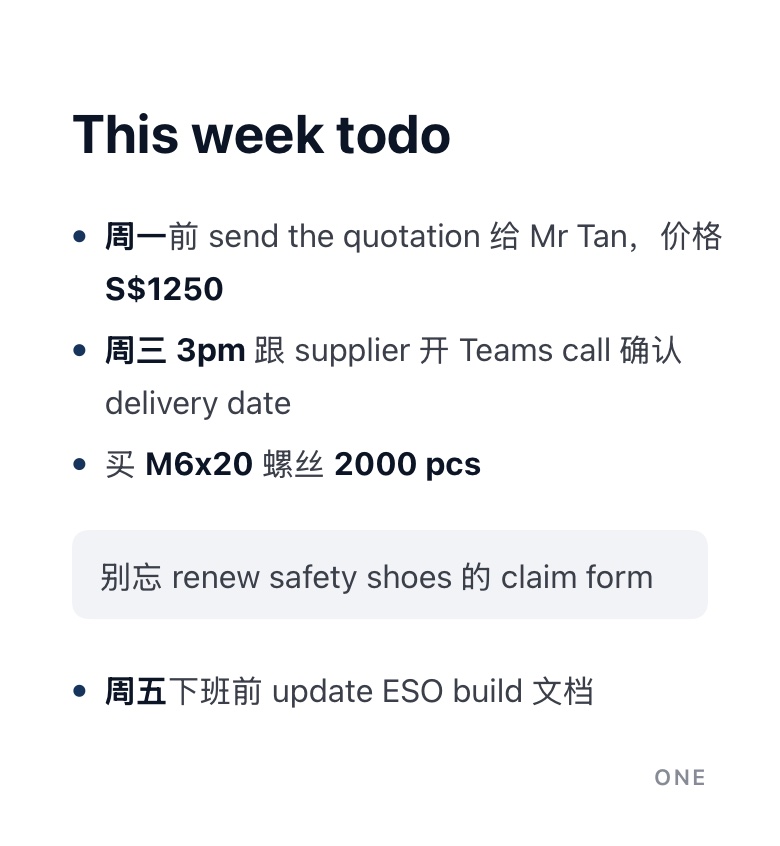 This week todo
周一前 send the quotation 给 Mr Tan，价格
S$1250
周三 3pm 跟 supplier 开 Teams call 确认
delivery date
买 M6x20 螺丝 2000 pcs
别忘 renew safety shoes 的 claim form
周五下班前 update ESO build 文档
ONE